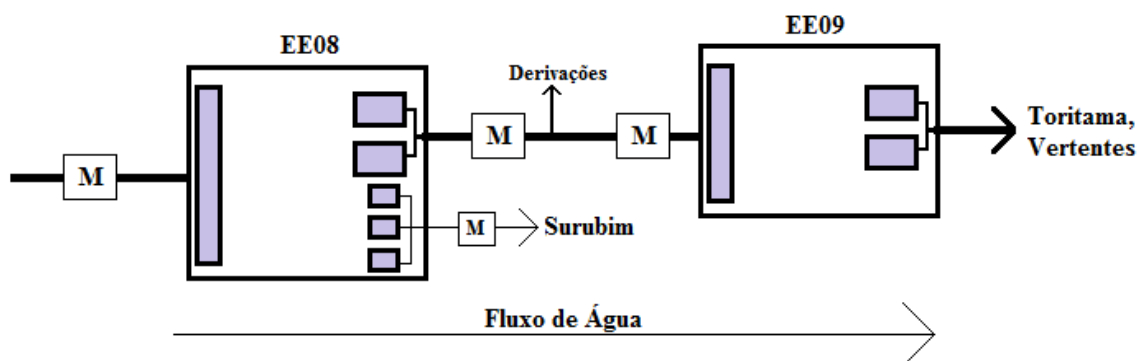 EE08
EE09
Derivações
M
M
M
Toritama,
Vertentes
M
Surubim
Fluxo de Água